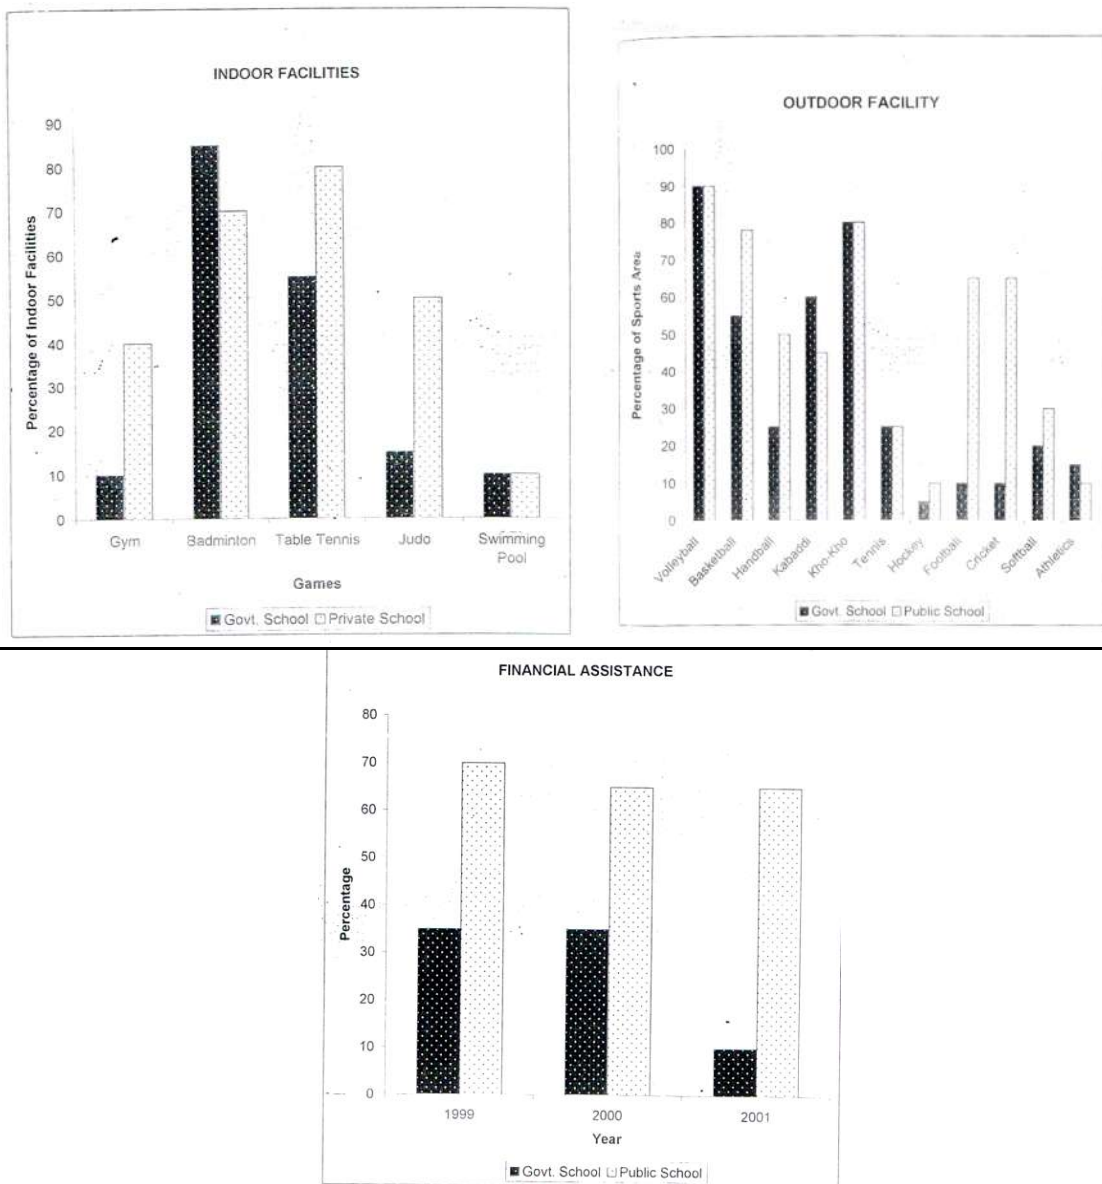 INDOOR FACILITIES
Percentage of Indoor Facilities
90
80
70
60
50
40
30
20
10
0
Gym Badminton Table Tennis Judo Swimming Pool
Games
Govt. School Private School
OUTDOOR FACILITY
Percentage of Sports Area
100
90
80
70
60
50
40
30
20
10
0
Volleyball Basketball Handball Kabaddi Kho-Kho Tennis Hockey Football Cricket Softball Athletics
Govt. School Public School
FINANCIAL ASSISTANCE
Percentage
80
70
60
50
40
30
20
10
0
1999 2000 2001
Year
Govt. School Public School